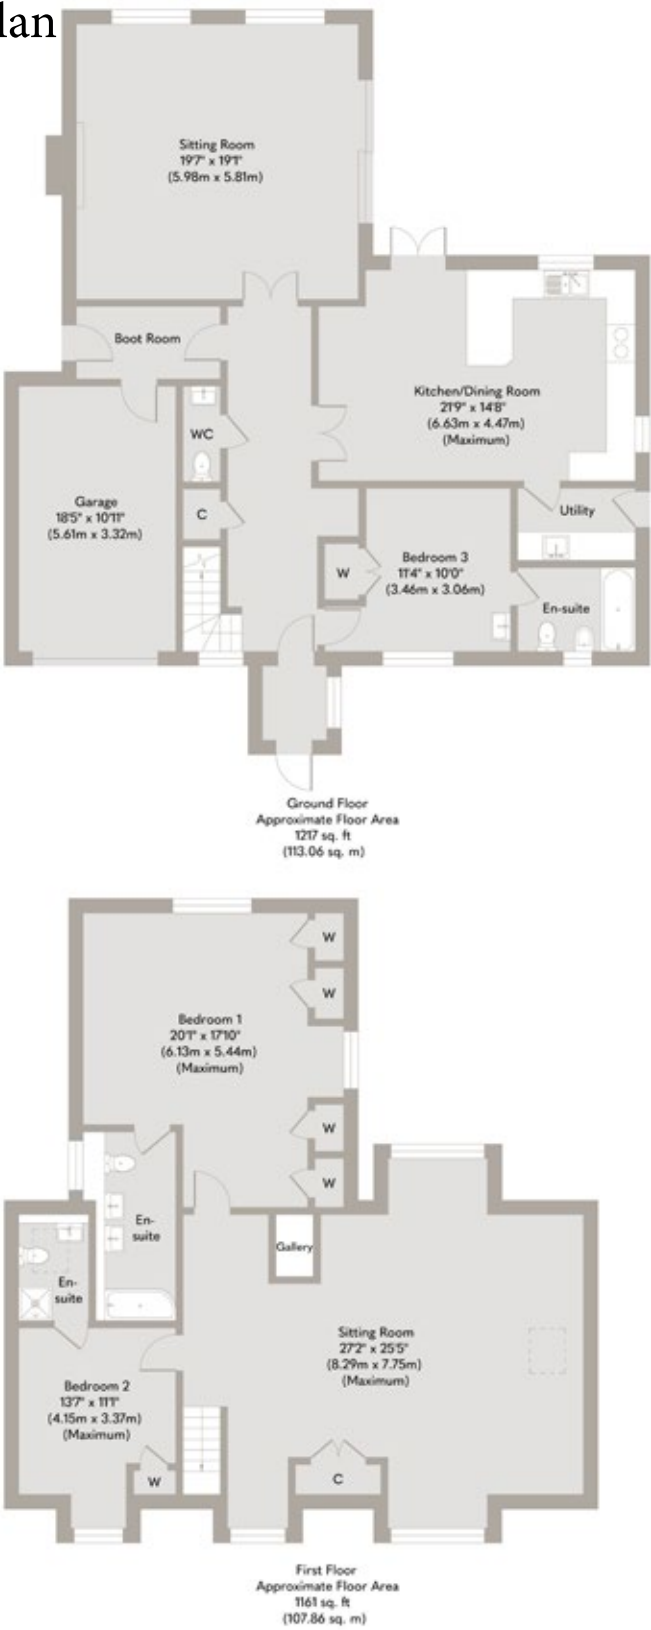 lan
Sitting Room
19'7" x 19'1"
(5.98m x 5.81m)
Boot Room
Kitchen/Dining Room
21'9" x 14'8"
(6.63m x 4.47m)
(Maximum)
WC
Garage
18'5" x 10'11"
(5.61m x 3.32m)
C
Utility
W
Bedroom 3
11'4" x 10'0"
(3.46m x 3.06m)
En-suite
Ground Floor
Approximate Floor Area
1217 sq. ft
(113.06 sq. m)
W
W
Bedroom 1
20'1" x 17'10"
(6.13m x 5.44m)
(Maximum)
W
W
En-
suite
Gallery
En-
suite
Sitting Room
27'2" x 25'5"
(8.29m x 7.75m)
(Maximum)
Bedroom 2
13'7" x 11'1"
(4.15m x 3.37m)
(Maximum)
W
C
First Floor
Approximate Floor Area
1161 sq. ft
(107.86 sq. m)